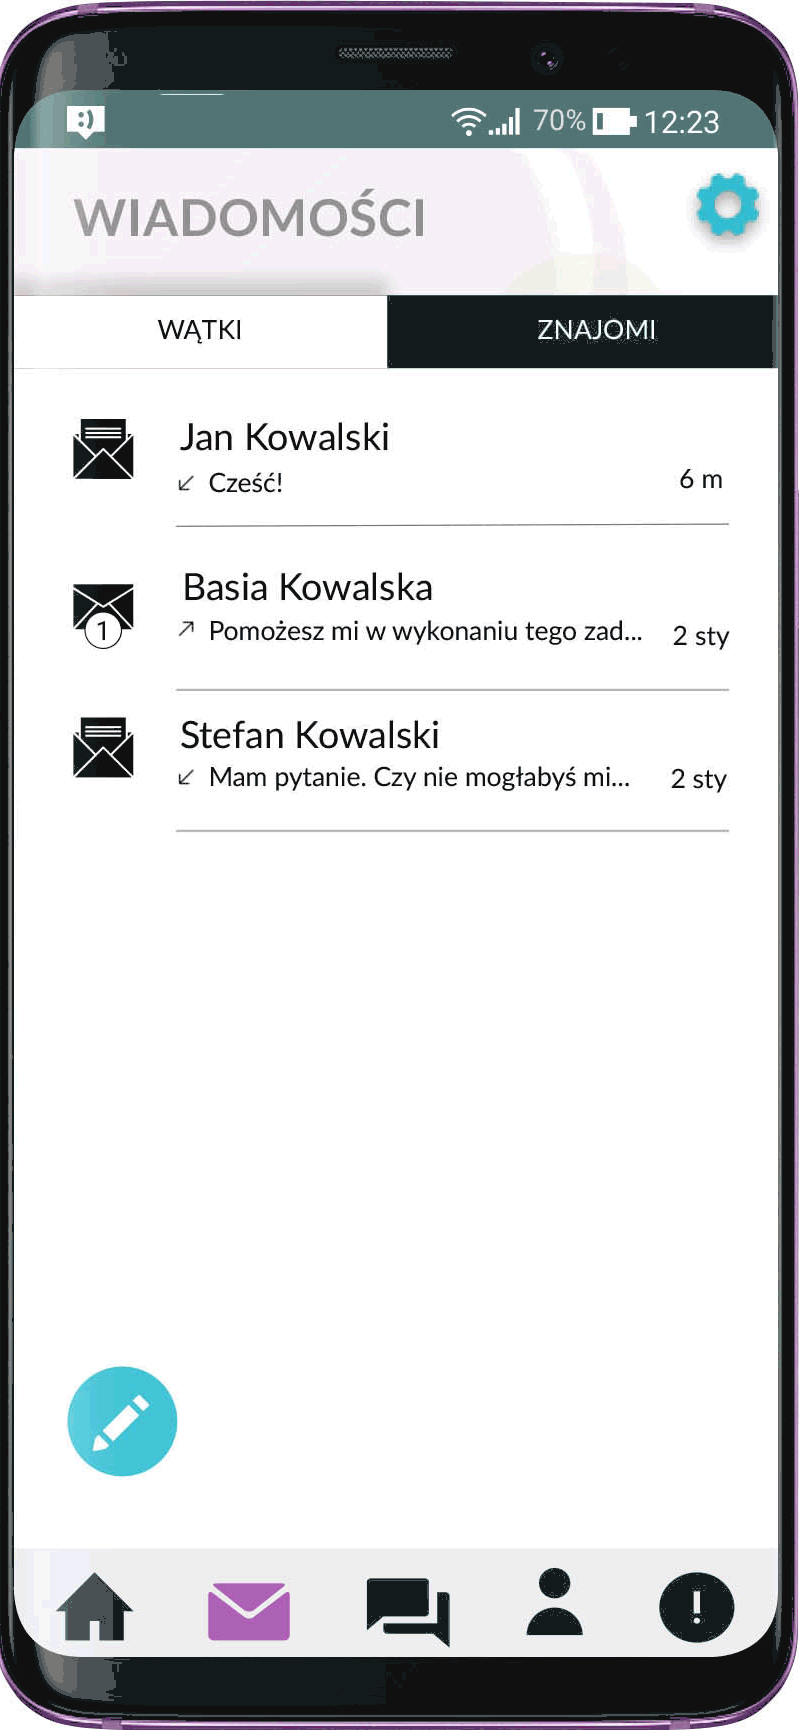 70% 12:23
WIADOMOŚCI
WĄTKI ZNAJOMI
Jan Kowalski
Cześć! 6 m
Basia Kowalska
1 Pomożesz mi w wykonaniu tego zad... 2 sty
Stefan Kowalski
Mam pytanie. Czy nie mogłabyś mi... 2 sty